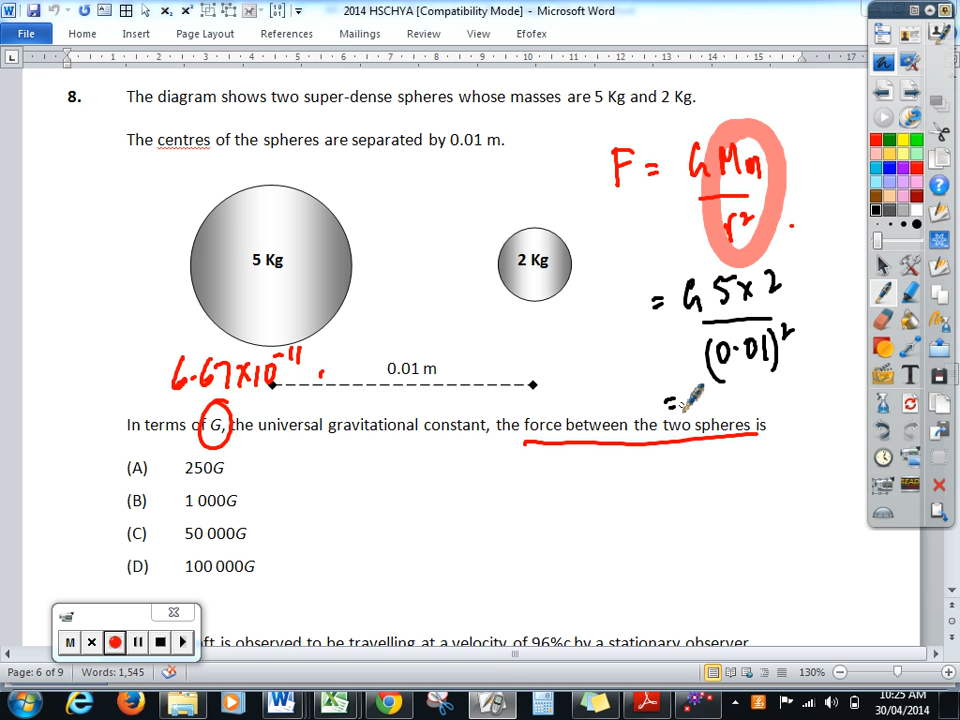 2014 HSCHYA [Compatibility Mode] - Microsoft Word
File Home Insert Page Layout References Mailings Review View Efofex
8. The diagram shows two super-dense spheres whose masses are 5 Kg and 2 Kg.
The centres of the spheres are separated by 0.01 m.
F = G Mm
r²
5 Kg
2 Kg
= G 5 x 2
(0.01)²
6.67x10⁻¹¹
0.01 m
=
In terms of G, the universal gravitational constant, the force between the two spheres is
(A) 250G
(B) 1 000G
(C) 50 000G
(D) 100 000G
ft is observed to be travelling at a velocity of 96%c by a stationary observer
Page: 6 of 9 Words: 1,545 130%
10:25 AM
30/04/2014